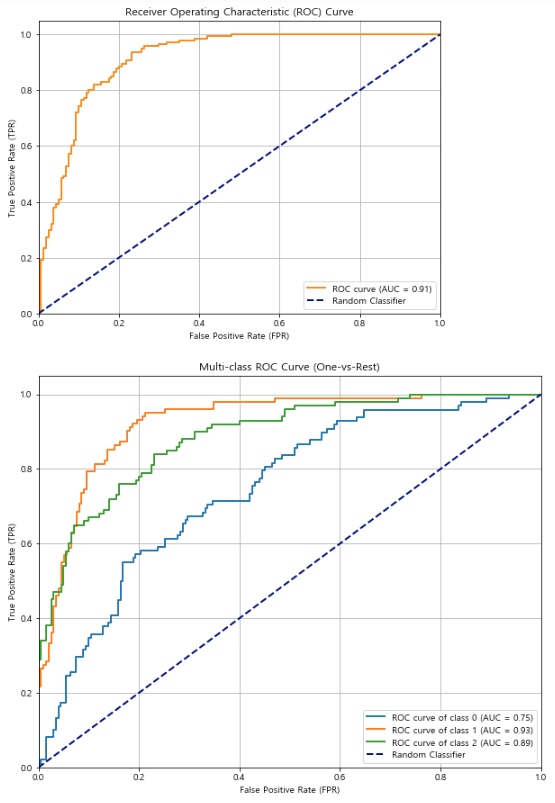 Receiver Operating Characteristic (ROC) Curve
1.0
0.8
0.6
0.4
0.2
0.0
True Positive Rate (TPR)
ROC curve (AUC = 0.91)
Random Classifier
0.0 0.2 0.4 0.6 0.8 1.0
False Positive Rate (FPR)
Multi-class ROC Curve (One-vs-Rest)
1.0
0.8
0.6
0.4
0.2
0.0
True Positive Rate (TPR)
ROC curve of class 0 (AUC = 0.75)
ROC curve of class 1 (AUC = 0.93)
ROC curve of class 2 (AUC = 0.89)
Random Classifier
0.0 0.2 0.4 0.6 0.8 1.0
False Positive Rate (FPR)